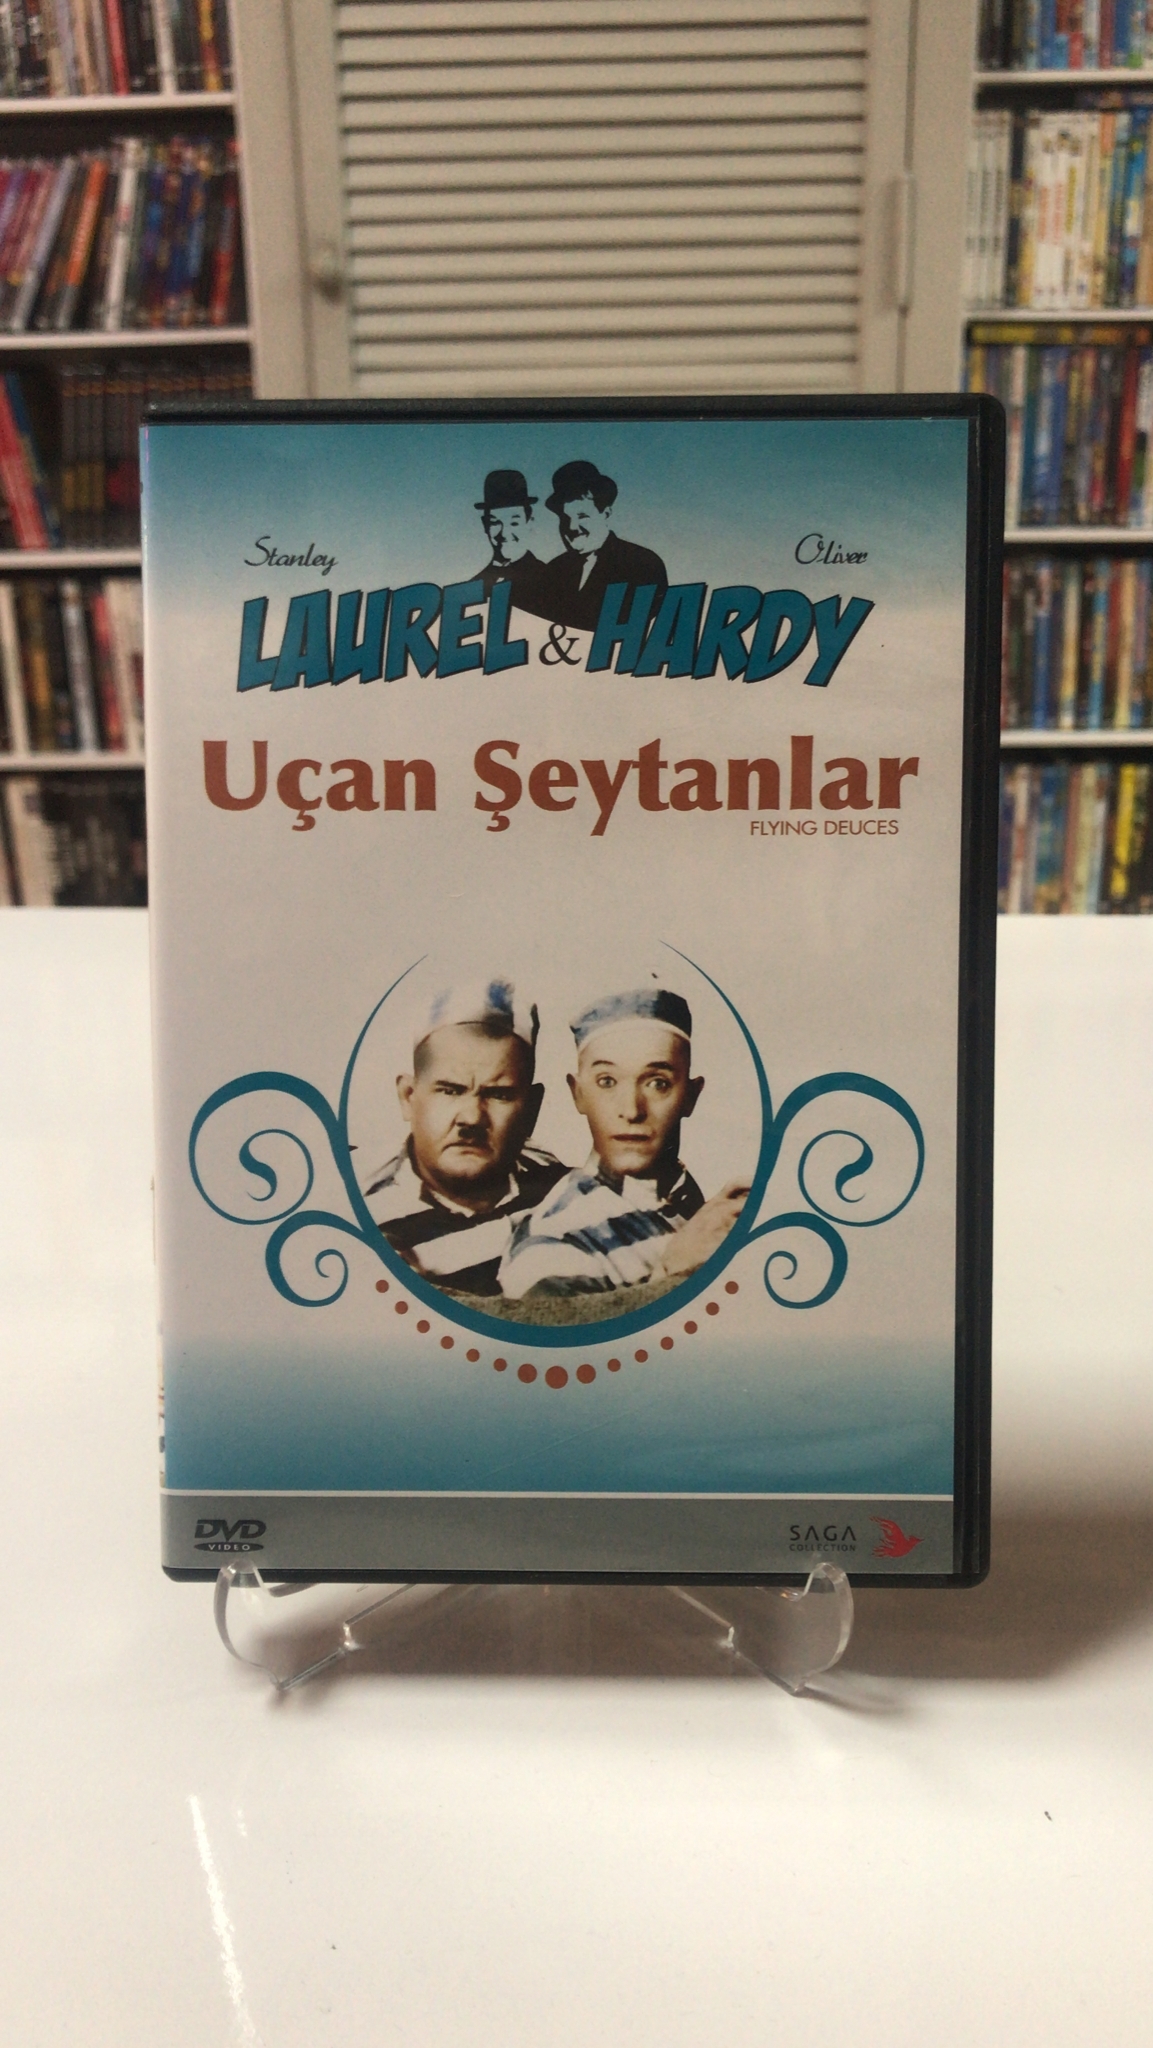 Stanley
Oliver
LAUREL & HARDY
Uçan Şeytanlar
FLYING DEUCES
DVD
VIDEO
SAGA
COLLECTION